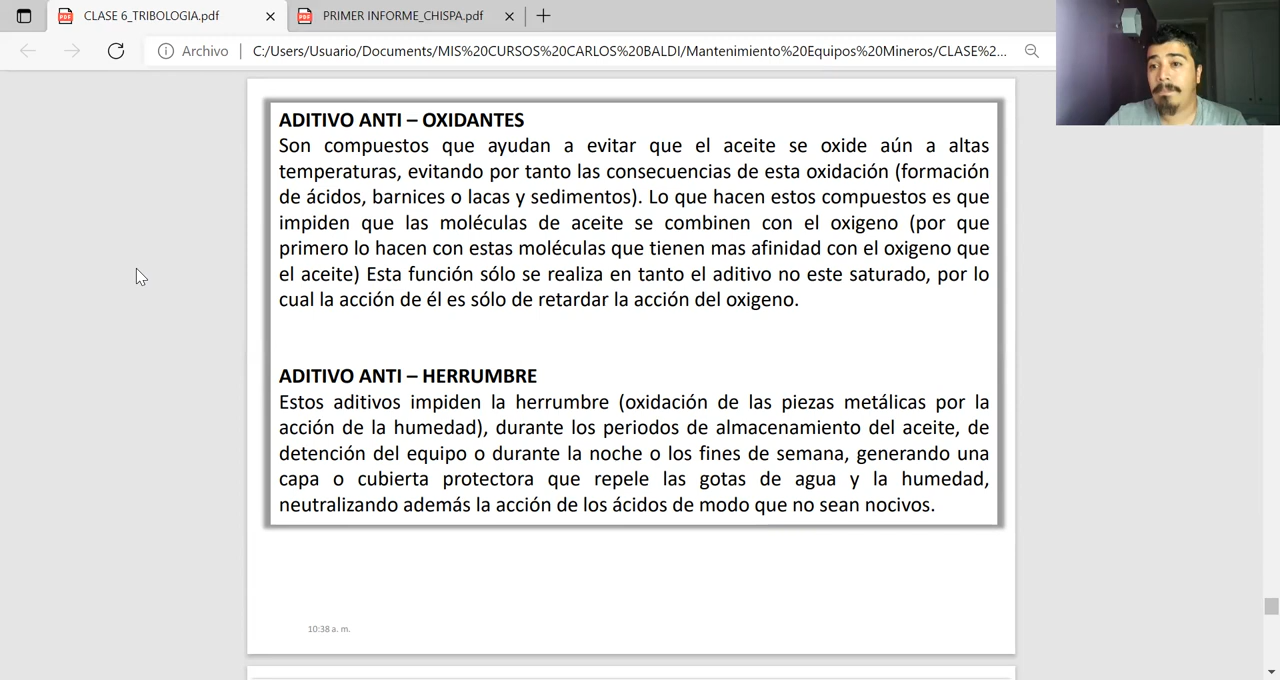 CLASE 6_TRIBOLOGIA.pdf
PRIMER INFORME_CHISPA.pdf
Archivo
C:/Users/Usuario/Documents/MIS%20CURSOS%20CARLOS%20BALDI/Mantenimiento%20Equipos%20Mineros/CLASE%2...
ADITIVO ANTI – OXIDANTES
Son compuestos que ayudan a evitar que el aceite se oxide aún a altas
temperaturas, evitando por tanto las consecuencias de esta oxidación (formación
de ácidos, barnices o lacas y sedimentos). Lo que hacen estos compuestos es que
impiden que las moléculas de aceite se combinen con el oxigeno (por que
primero lo hacen con estas moléculas que tienen mas afinidad con el oxigeno que
el aceite) Esta función sólo se realiza en tanto el aditivo no este saturado, por lo
cual la acción de él es sólo de retardar la acción del oxigeno.
ADITIVO ANTI – HERRUMBRE
Estos aditivos impiden la herrumbre (oxidación de las piezas metálicas por la
acción de la humedad), durante los periodos de almacenamiento del aceite, de
detención del equipo o durante la noche o los fines de semana, generando una
capa o cubierta protectora que repele las gotas de agua y la humedad,
neutralizando además la acción de los ácidos de modo que no sean nocivos.
10:38 a. m.